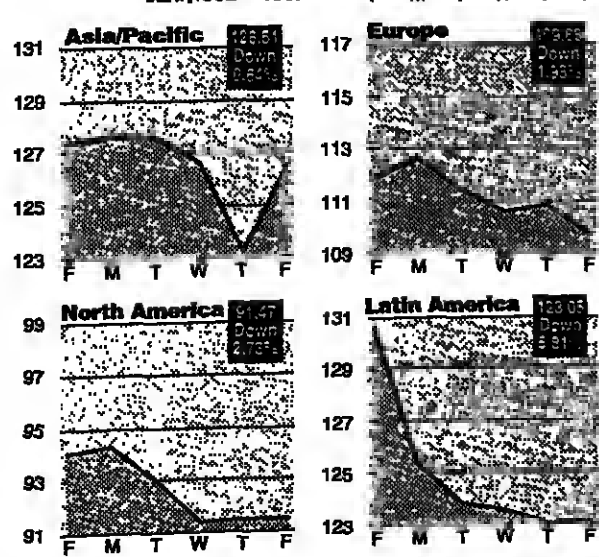 Asia/Pacific
Down
131
129
127
125
123
F M T W T F
Europe
Down
117
115
113
111
109
F M T W T F
North America
91.47
Down
99
97
95
93
91
F M T W T F
Latin America
123.05
Down
131
129
127
125
123
F M T W T F